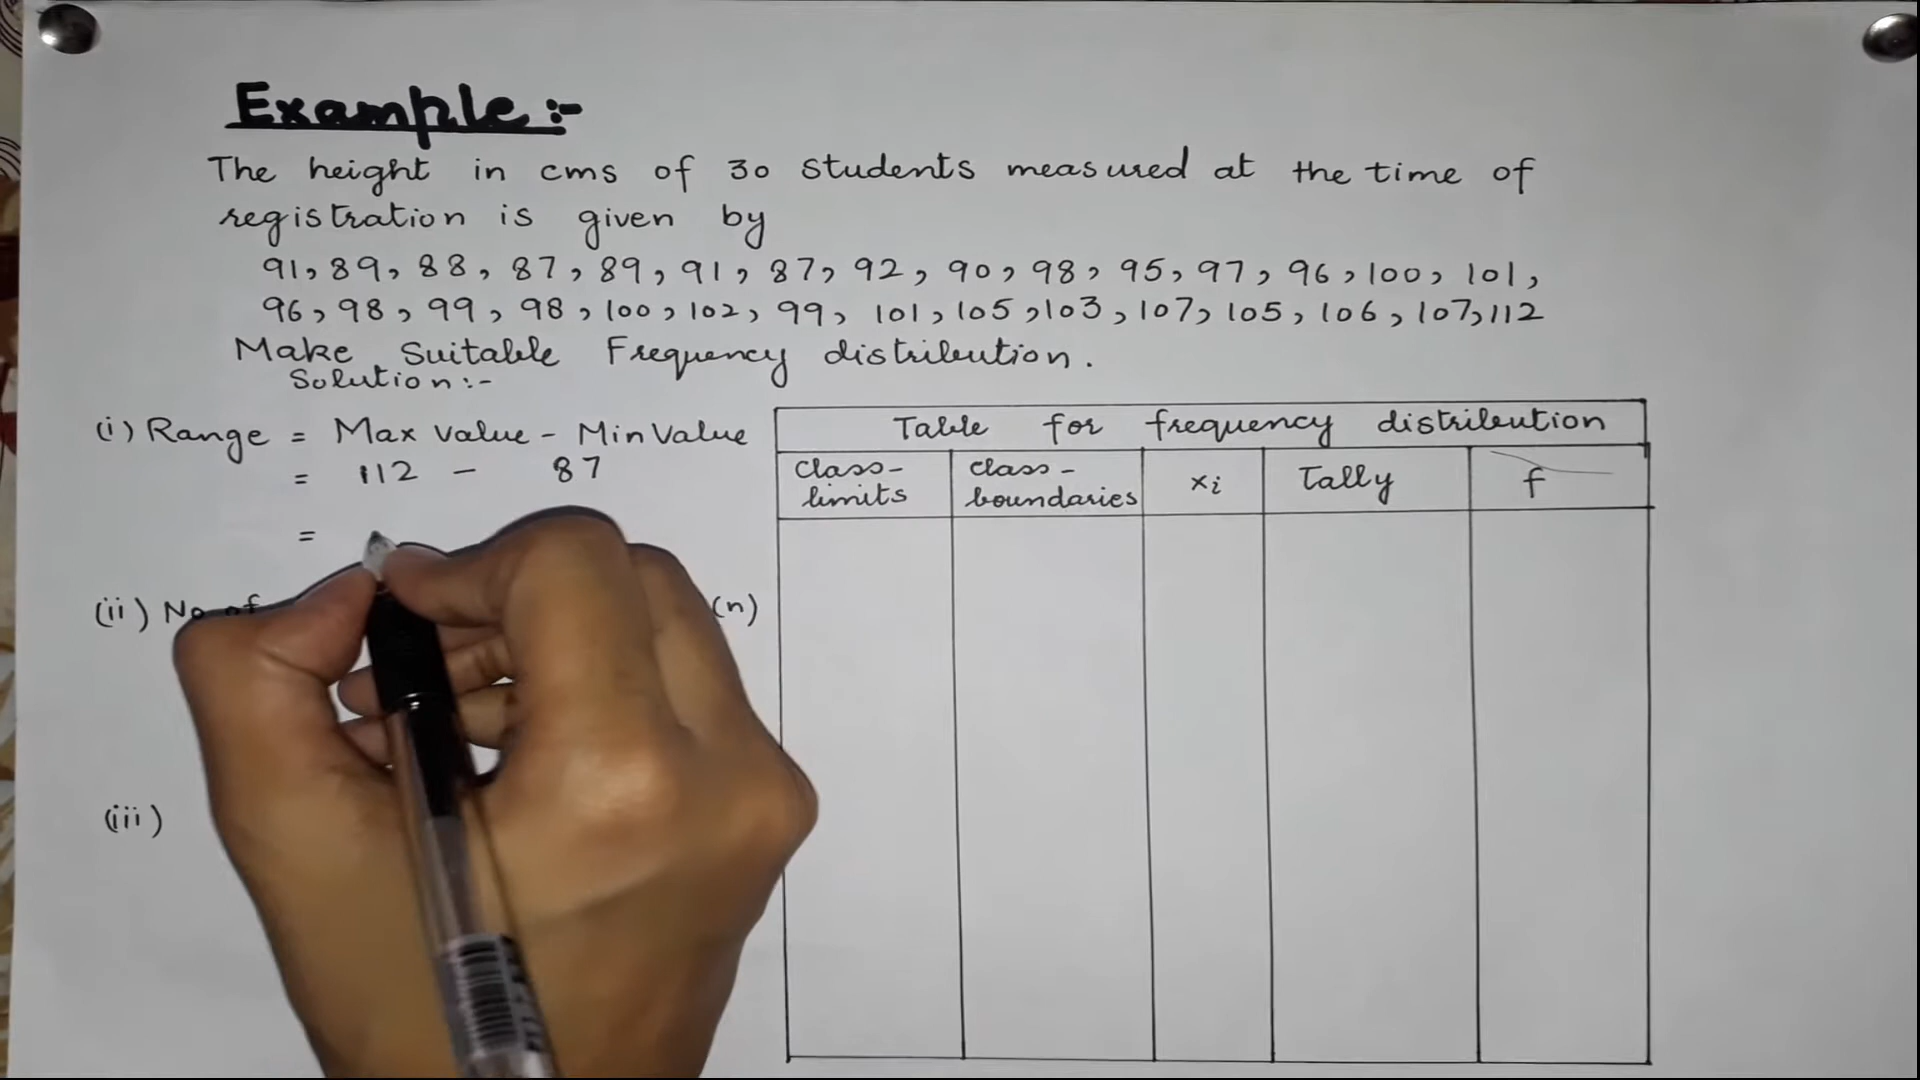 Example:-
The height in cms of 30 students measured at the time of
registration is given by
91, 89, 88, 87, 89, 91, 87, 92, 90, 98, 95, 97, 96, 100, 101,
96, 98, 99, 98, 100, 102, 99, 101, 105, 103, 107, 105, 106, 107, 112
Make Suitable Frequency distribution.
Solution:-
(i) Range = Max value - Min Value
= 112 - 87
=
(ii) No of (n)
(iii)
Table for frequency distribution
class-limits
class-boundaries
xi
Tally
f